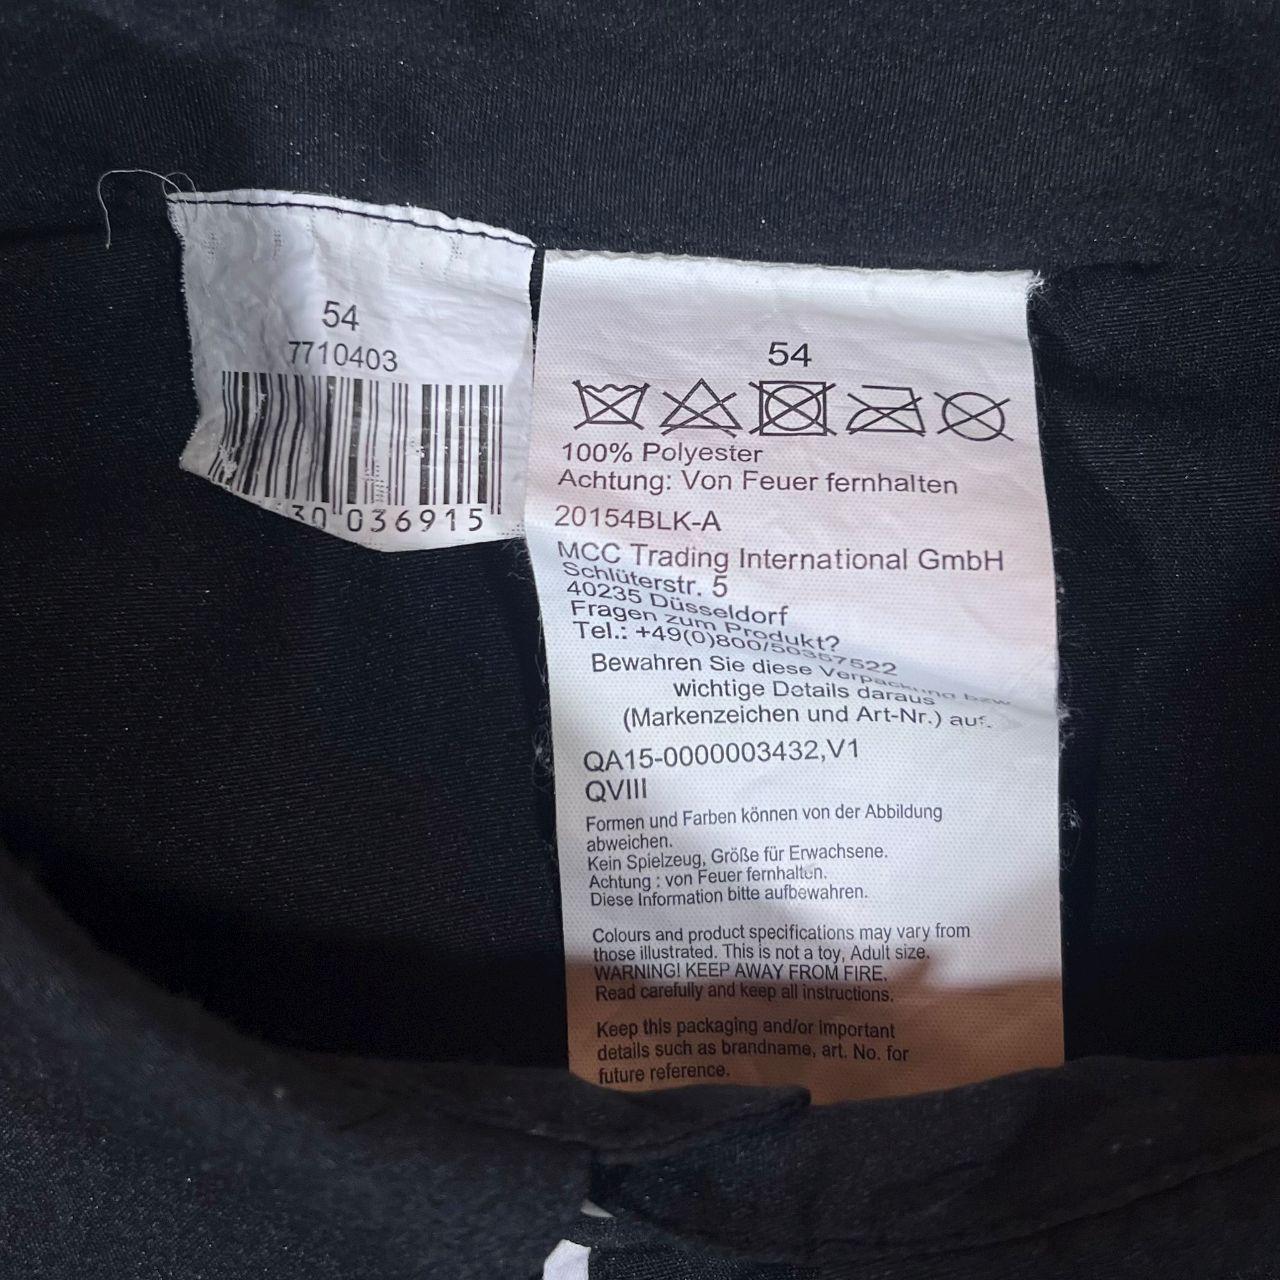 54
7710403
30 036915
54
100% Polyester
Achtung: Von Feuer fernhalten
20154BLK-A
MCC Trading International GmbH
Schlüterstr. 5
40235 Düsseldorf
Fragen zum Produkt?
Tel.: +49(0)800/50357522
Bewahren Sie diese Verpackung bzw.
wichtige Details daraus
(Markenzeichen und Art-Nr.) auf.
QA15-0000003432,V1
QVIII
Formen und Farben können von der Abbildung
abweichen.
Kein Spielzeug, Größe für Erwachsene.
Achtung : von Feuer fernhalten.
Diese Information bitte aufbewahren.
Colours and product specifications may vary from
those illustrated. This is not a toy, Adult size.
WARNING! KEEP AWAY FROM FIRE.
Read carefully and keep all instructions.
Keep this packaging and/or important
details such as brandname, art. No. for
future reference.